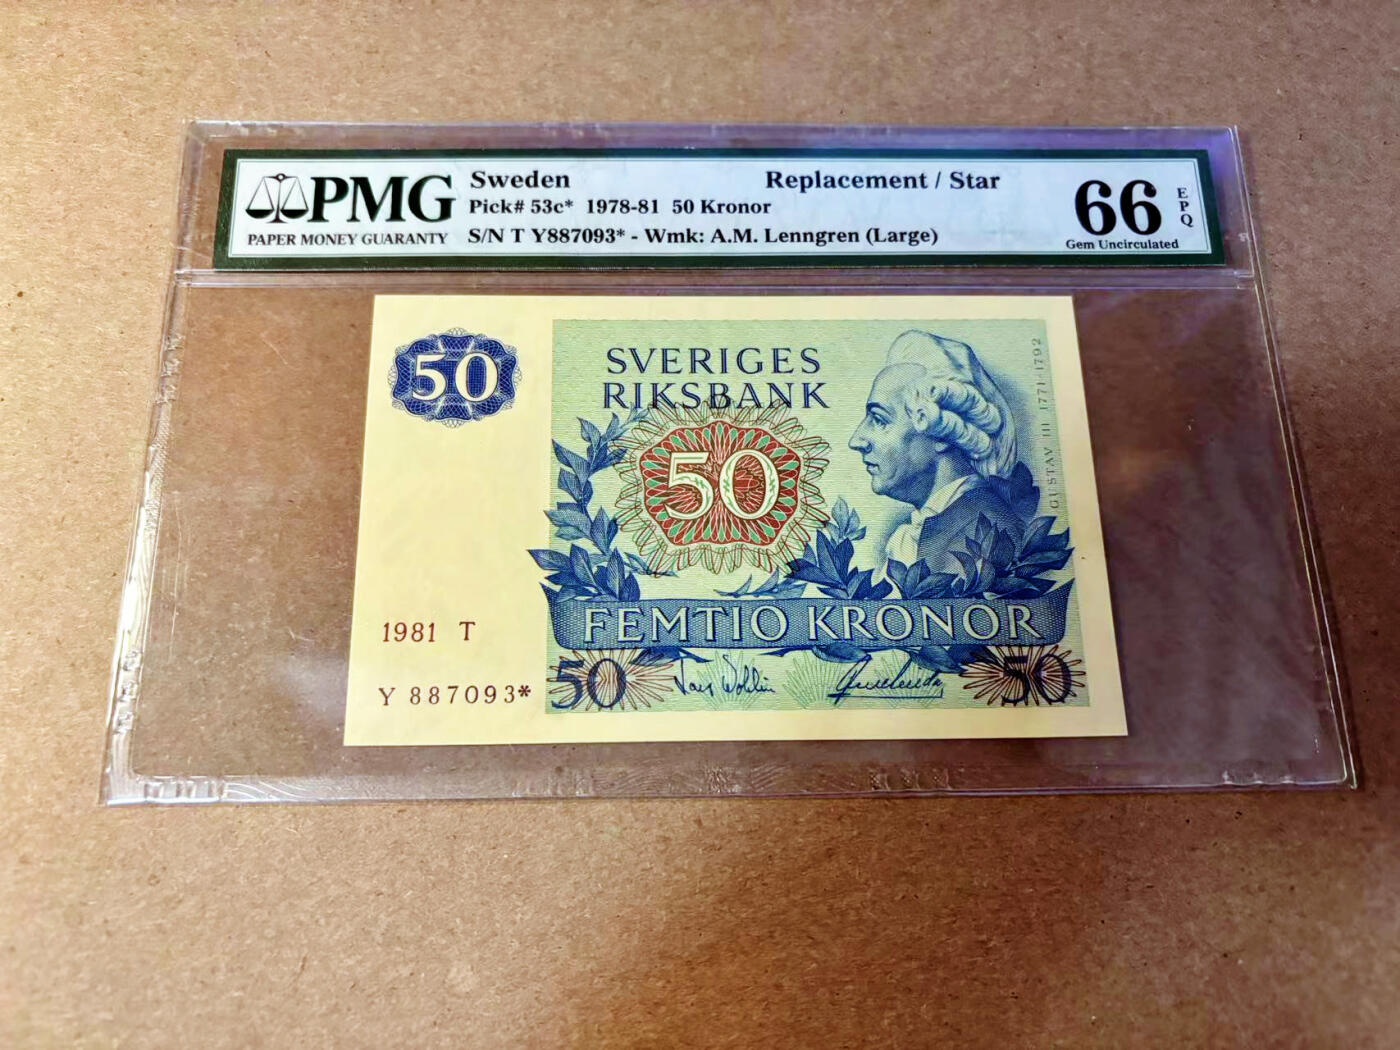 PMG
PAPER MONEY GUARANTY
Sweden Replacement / Star
Pick# 53c* 1978-81 50 Kronor
S/N T Y887093* - Wmk: A.M. Lenngren (Large)
66
EPQ
Gem Uncirculated
50
SVERIGES
RIKSBANK
50
GUSTAV III 1771-1792
FEMTIO KRONOR
1981 T
Y 887093*
50
50